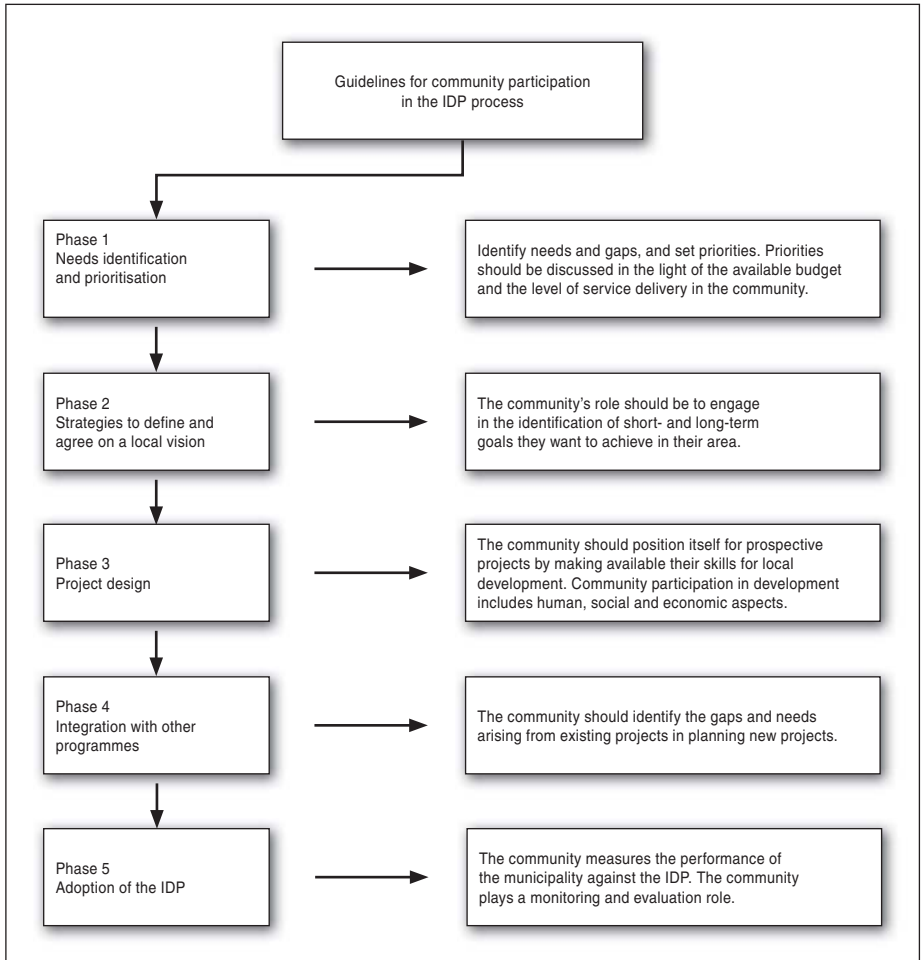 Guidelines for community participation
in the IDP process
Phase 1
Needs identification
and prioritisation
Identify needs and gaps, and set priorities. Priorities
should be discussed in the light of the available budget
and the level of service delivery in the community.
Phase 2
Strategies to define and
agree on a local vision
The community's role should be to engage
in the identification of short- and long-term
goals they want to achieve in their area.
Phase 3
Project design
The community should position itself for prospective
projects by making available their skills for local
development. Community participation in development
includes human, social and economic aspects.
Phase 4
Integration with other
programmes
The community should identify the gaps and needs
arising from existing projects in planning new projects.
Phase 5
Adoption of the IDP
The community measures the performance of
the municipality against the IDP. The community
plays a monitoring and evaluation role.